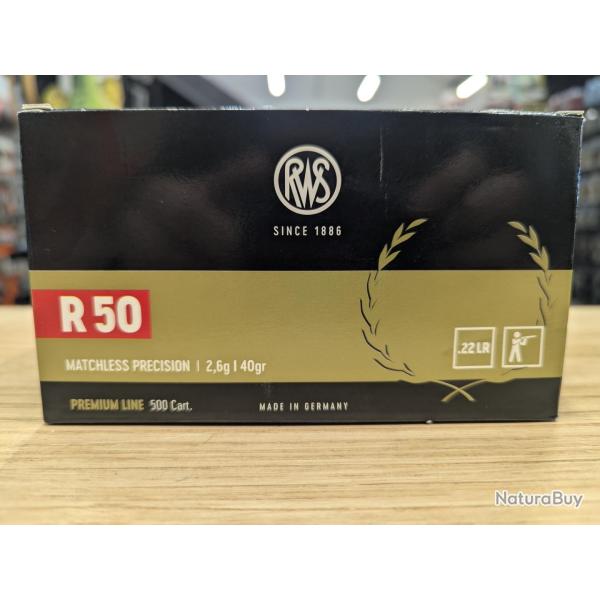 RWS
SINCE 1886
R 50
.22 LR
MATCHLESS PRECISION | 2,6g | 40gr
PREMIUM LINE 500 Cart.
MADE IN GERMANY
NaturaBuy